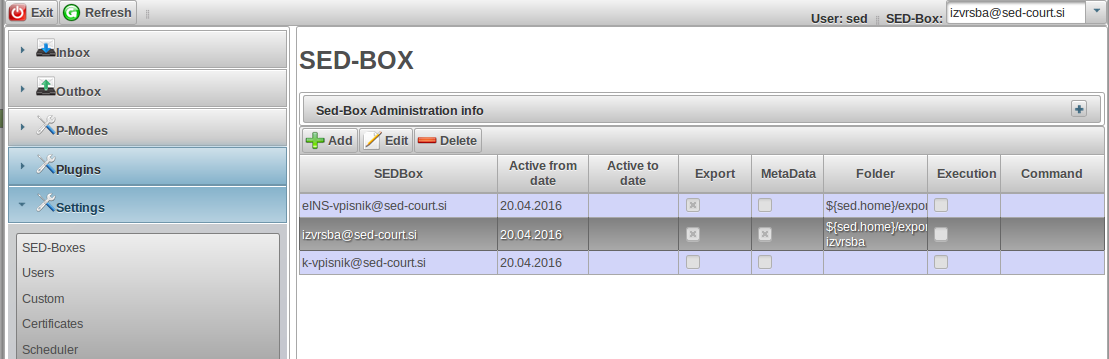 Exit Refresh User: sed SED-Box: izvrsba@sed-court.si
Inbox
Outbox
P-Modes
Plugins
Settings
SED-Boxes
Users
Custom
Certificates
Scheduler
SED-BOX
Sed-Box Administration info
Add Edit Delete
SEDBox Active from date Active to date Export MetaData Folder Execution Command
eINS-vpisnik@sed-court.si 20.04.2016 ${sed.home}/expor
izvrsba@sed-court.si 20.04.2016 ${sed.home}/expor
izvrsba
k-vpisnik@sed-court.si 20.04.2016